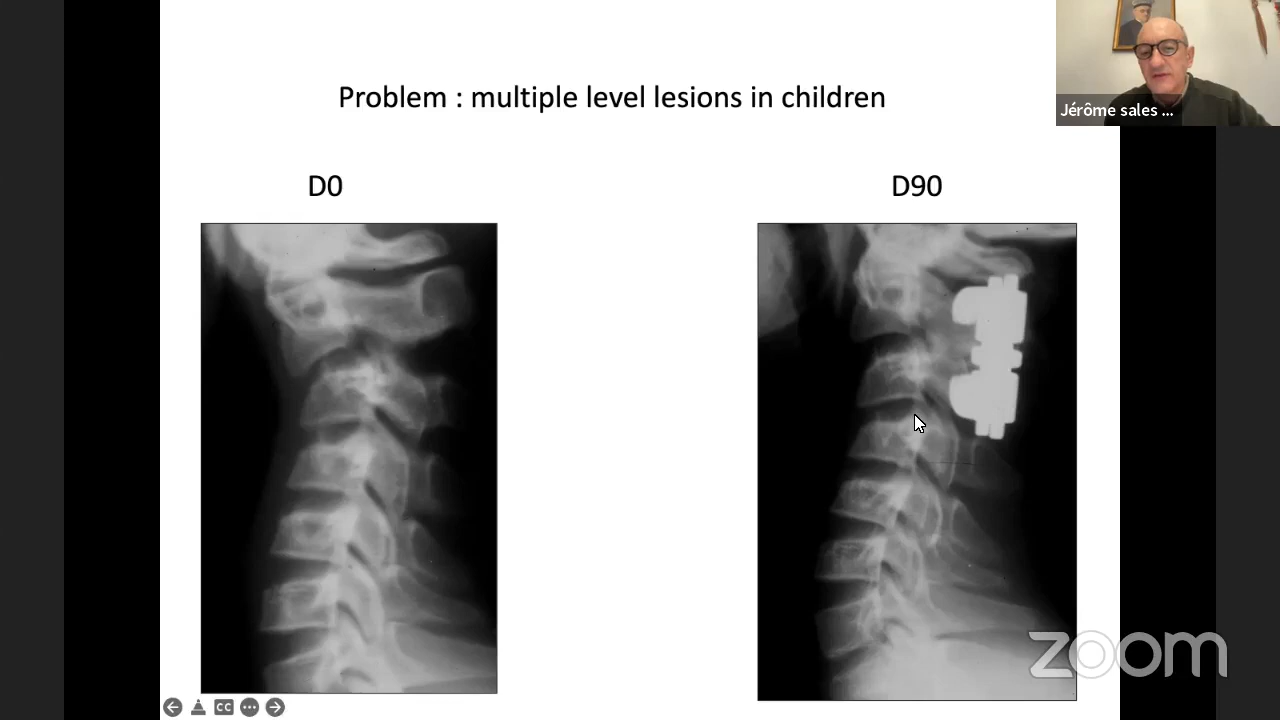 Problem : multiple level lesions in children
Jérôme sales ...
D0
D90
zoom
CC